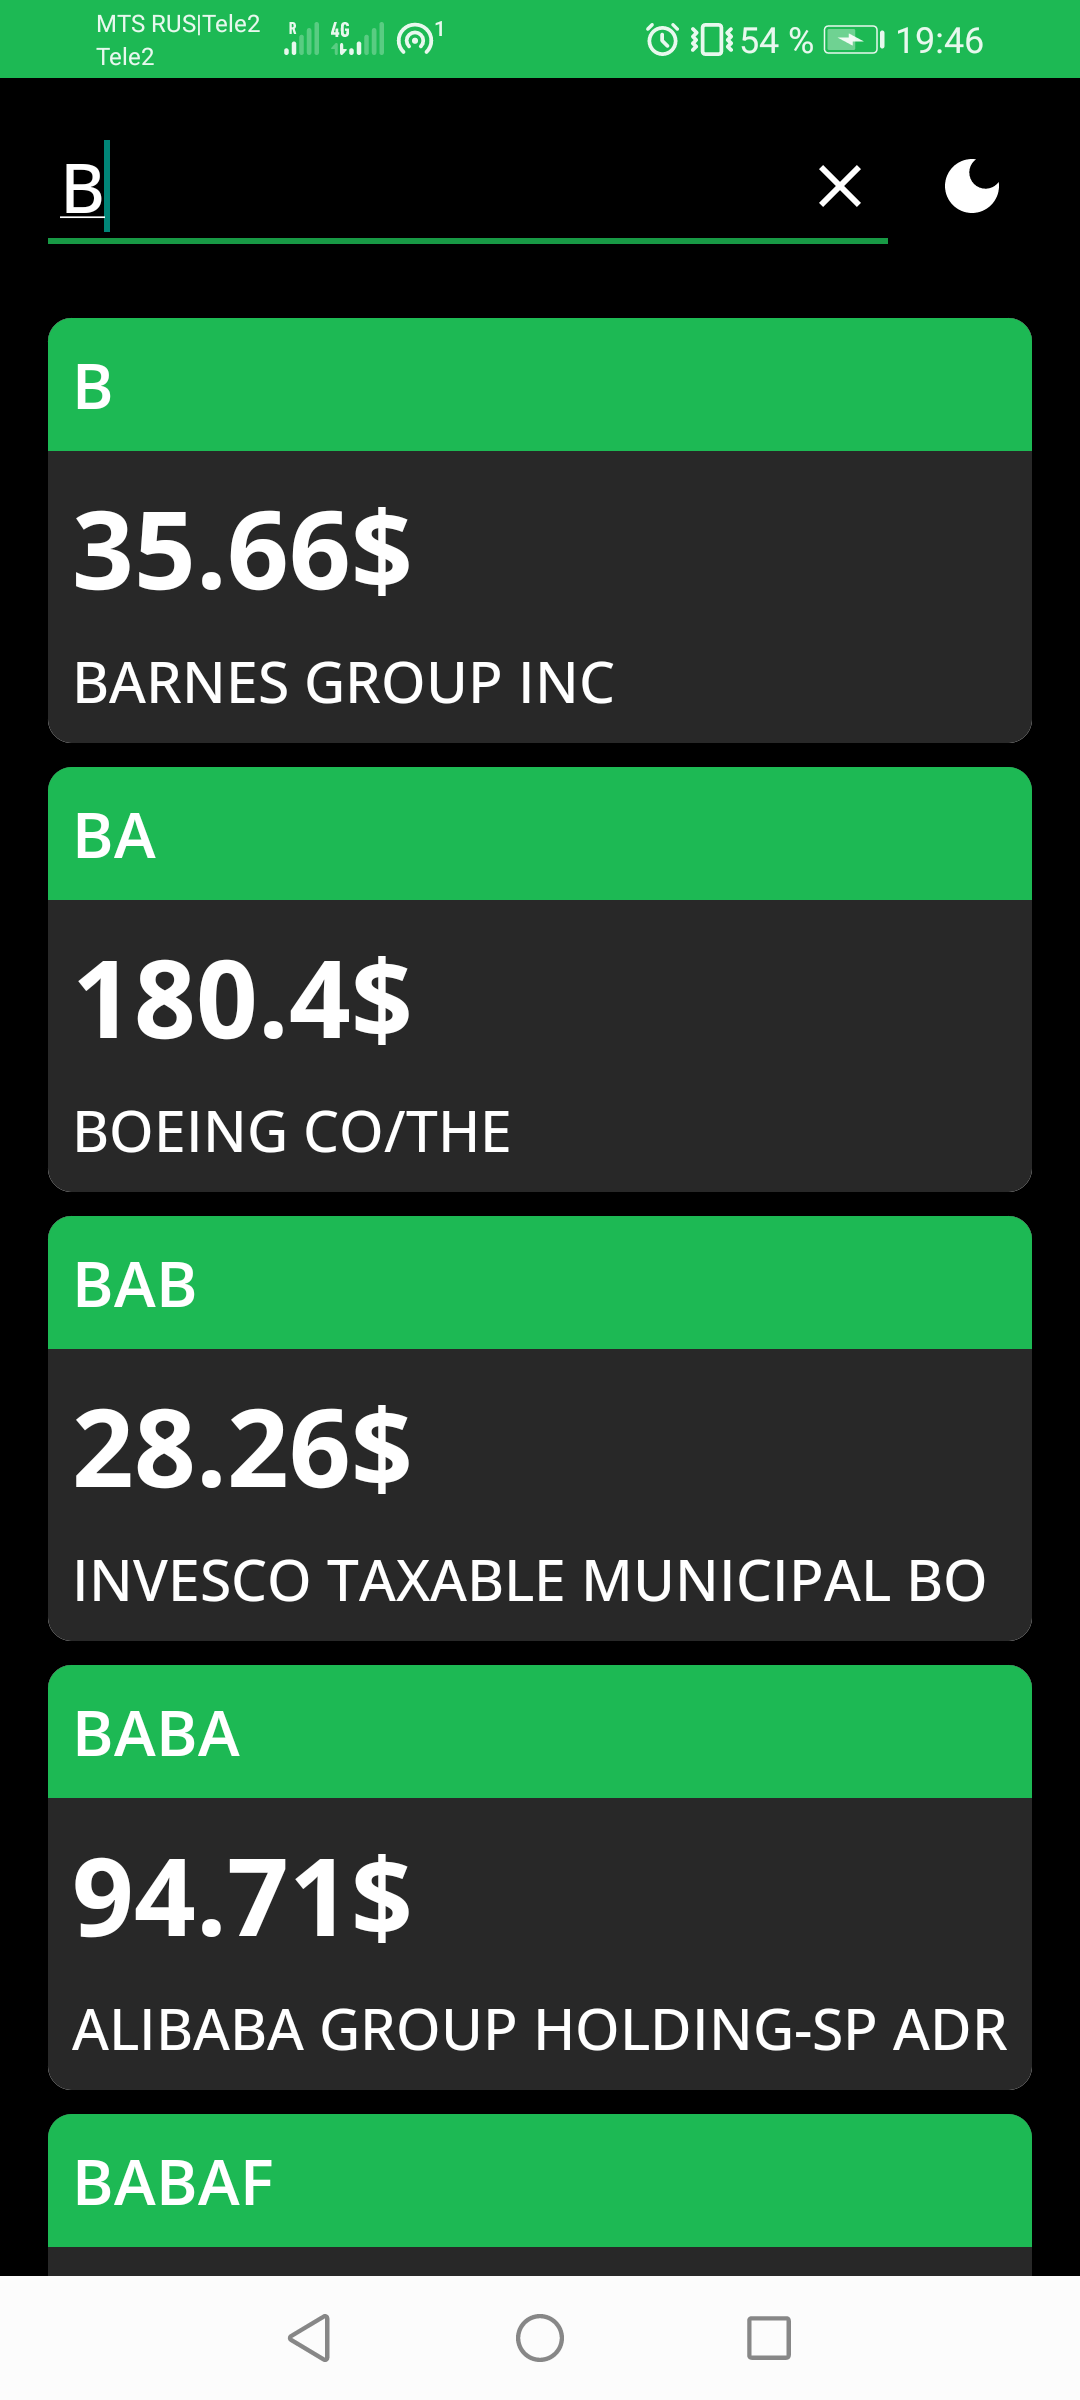 MTS RUS|Tele2
Tele2
R
4G
1
54 %
19:46
B
B
35.66$
BARNES GROUP INC
BA
180.4$
BOEING CO/THE
BAB
28.26$
INVESCO TAXABLE MUNICIPAL BO
BABA
94.71$
ALIBABA GROUP HOLDING-SP ADR
BABAF